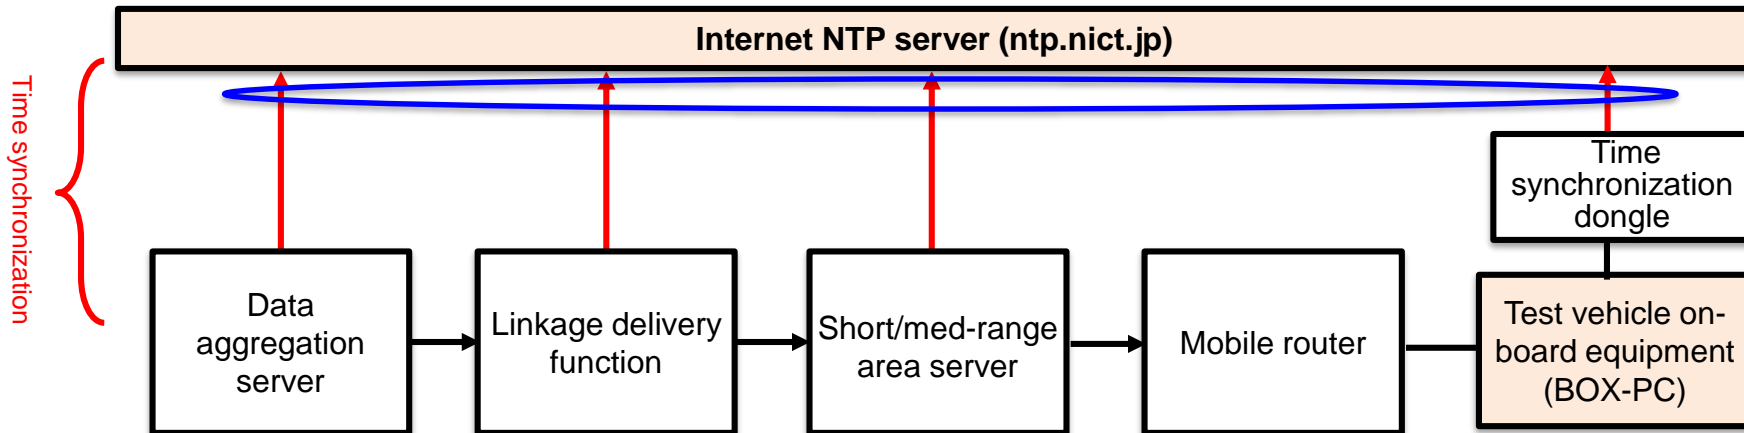 Internet NTP server (ntp.nict.jp)
Time synchronization
Time
synchronization
dongle
Data
aggregation
server
Linkage delivery
function
Short/med-range
area server
Mobile router
Test vehicle on-
board equipment
(BOX-PC)